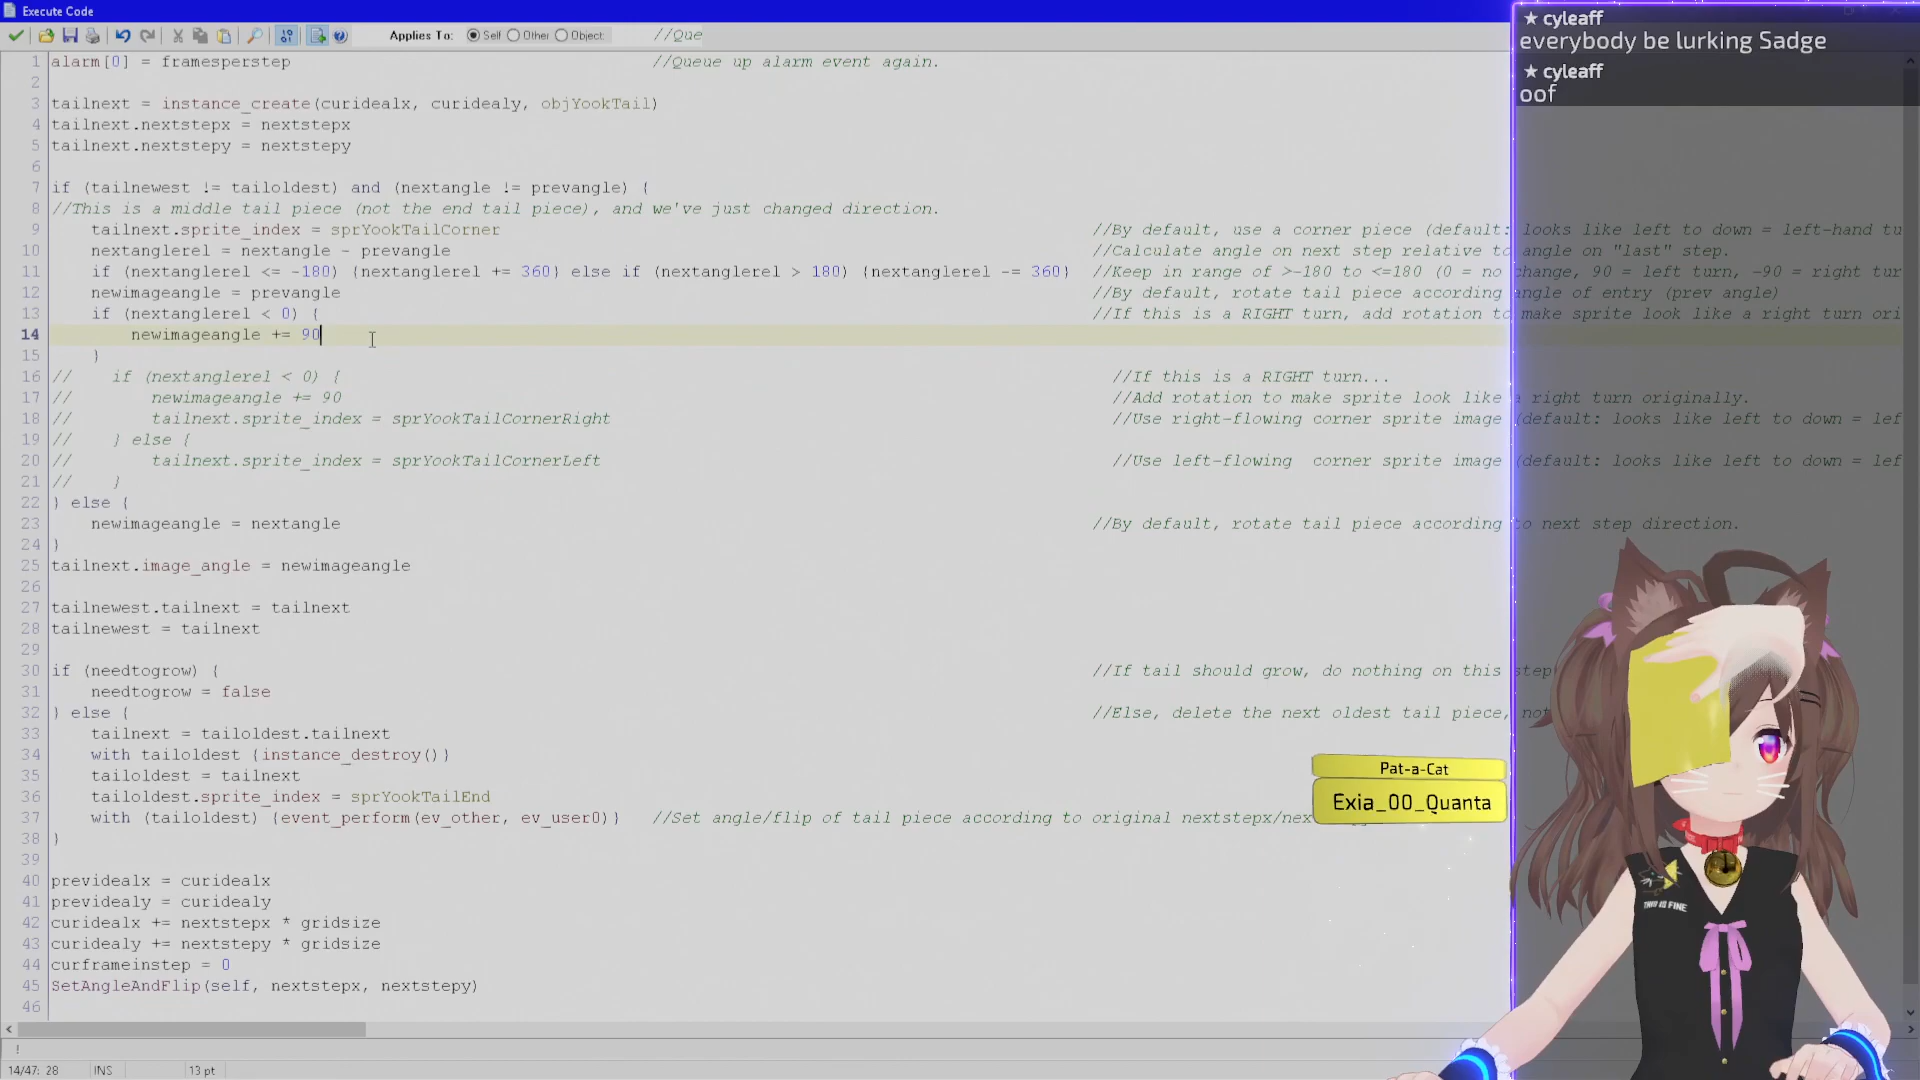 Execute Code
Applies To: Self Other Object: //Que
1 alarm[0] = framesperstep //Queue up alarm event again.
2
3 tailnext = instance_create(curidealx, curidealy, objYookTail)
4 tailnext.nextstepx = nextstepx
5 tailnext.nextstepy = nextstepy
6
7 if (tailnewest != tailoldest) and (nextangle != prevangle) {
8 //This is a middle tail piece (not the end tail piece), and we've just changed direction.
9 tailnext.sprite_index = sprYookTailCorner //By default, use a corner piece (default: looks like left to down = left-hand tu
10 nextanglerel = nextangle - prevangle //Calculate angle on next step relative to angle on "last" step.
11 if (nextanglerel <= -180) {nextanglerel += 360} else if (nextanglerel > 180) {nextanglerel -= 360} //Keep in range of >-180 to <=180 (0 = no change, 90 = left turn, -90 = right tur
12 newimageangle = prevangle //By default, rotate tail piece according angle of entry (prev angle)
13 if (nextanglerel < 0) { //If this is a RIGHT turn, add rotation to make sprite look like a right turn ori
14 newimageangle += 90
15 }
16 // if (nextanglerel < 0) { //If this is a RIGHT turn...
17 // newimageangle += 90 //Add rotation to make sprite look like a right turn originally.
18 // tailnext.sprite_index = sprYookTailCornerRight //Use right-flowing corner sprite image (default: looks like left to down = lef
19 // } else {
20 // tailnext.sprite_index = sprYookTailCornerLeft //Use left-flowing corner sprite image (default: looks like left to down = lef
21 // }
22 } else {
23 newimageangle = nextangle //By default, rotate tail piece according to next step direction.
24 }
25 tailnext.image_angle = newimageangle
26
27 tailnewest.tailnext = tailnext
28 tailnewest = tailnext
29
30 if (needtogrow) { //If tail should grow, do nothing on this step
31 needtogrow = false
32 } else { //Else, delete the next oldest tail piece, not
33 tailnext = tailoldest.tailnext
34 with tailoldest {instance_destroy()}
35 tailoldest = tailnext
36 tailoldest.sprite_index = sprYookTailEnd
37 with (tailoldest) {event_perform(ev_other, ev_user0)} //Set angle/flip of tail piece according to original nextstepx/nex
38 }
39
40 previdealx = curidealx
41 previdealy = curidealy
42 curidealx += nextstepx * gridsize
43 curidealy += nextstepy * gridsize
44 curframeinstep = 0
45 SetAngleAndFlip(self, nextstepx, nextstepy)
46
!
14/47: 28 INS 13 pt
★ cyleaff
everybody be lurking Sadge
★ cyleaff
oof
Pat-a-Cat
Exia_00_Quanta
THIS IS FINE